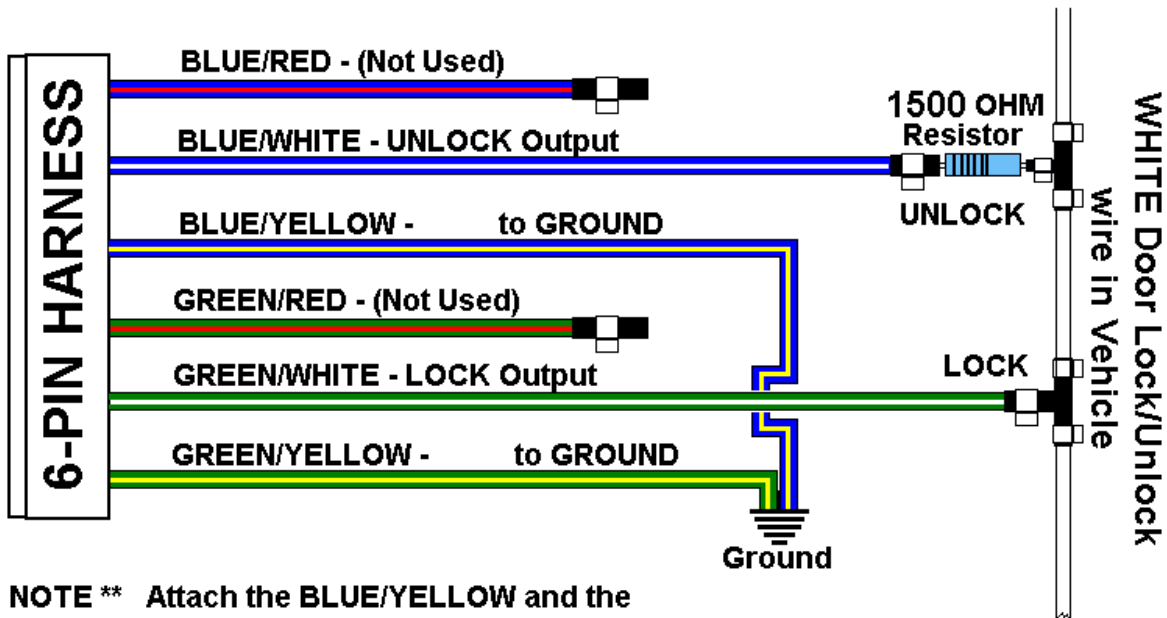 6-PIN HARNESS
BLUE/RED - (Not Used)
BLUE/WHITE - UNLOCK Output
1500 OHM
Resistor
UNLOCK
BLUE/YELLOW - to GROUND
GREEN/RED - (Not Used)
GREEN/WHITE - LOCK Output
LOCK
GREEN/YELLOW - to GROUND
Ground
WHITE Door Lock/Unlock
wire in Vehicle
NOTE ** Attach the BLUE/YELLOW and the